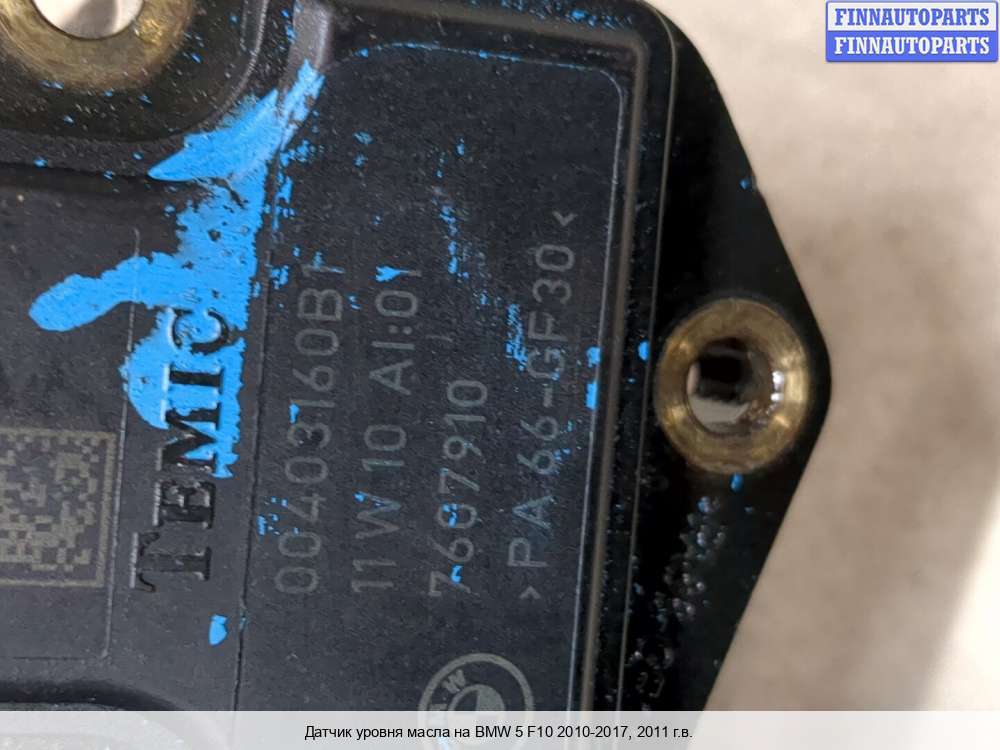 FINNAUTOPARTS
FINNAUTOPARTS
TEMIC
00403160B1
11W10 AI:01
7607910
>PA66-GF30<
BMW
Датчик уровня масла на BMW 5 F10 2010-2017, 2011 г.в.